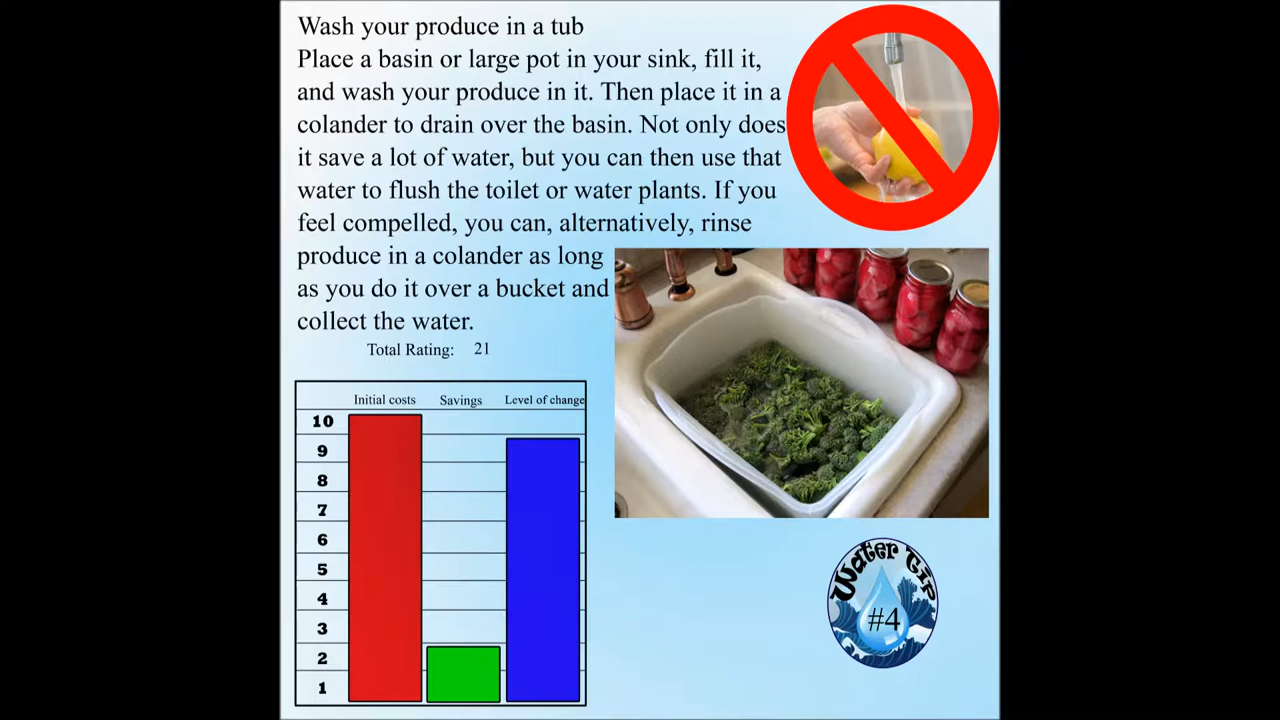 Wash your produce in a tub
Place a basin or large pot in your sink, fill it,
and wash your produce in it. Then place it in a
colander to drain over the basin. Not only does
it save a lot of water, but you can then use that
water to flush the toilet or water plants. If you
feel compelled, you can, alternatively, rinse
produce in a colander as long
as you do it over a bucket and
collect the water.
Total Rating: 21
Initial costs Savings Level of change
10
9
8
7
6
5
4
3
2
1
Water Tip
#4